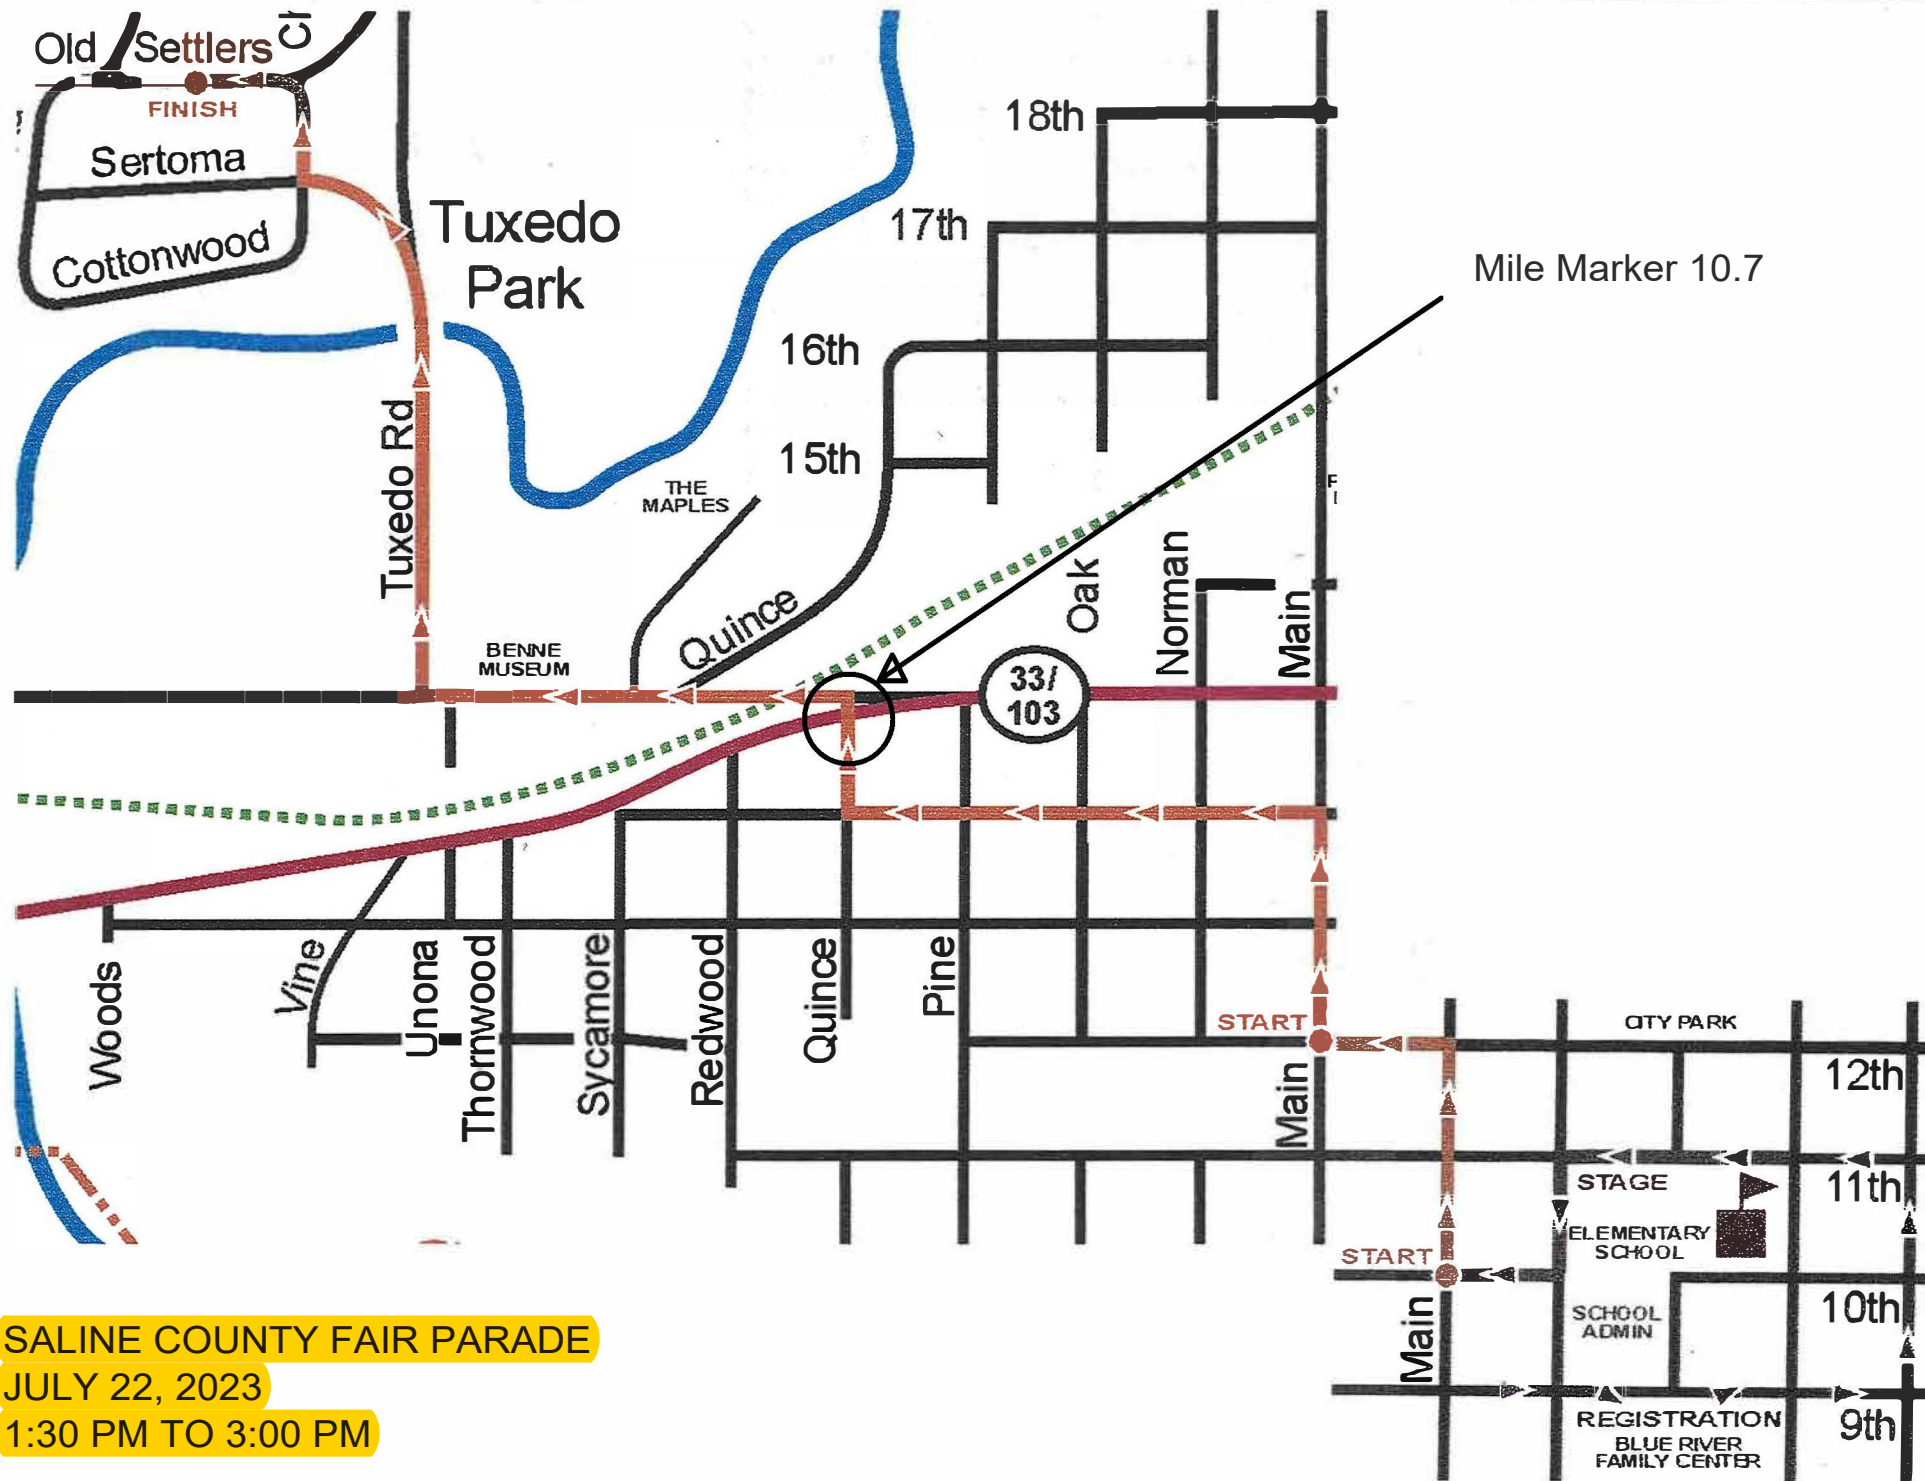 Old Settlers
FINISH
Sertoma
Cottonwood
Tuxedo
Park
18th
17th
16th
15th
Mile Marker 10.7
Tuxedo Rd
THE
MAPLES
Quince
BENNE
MUSEUM
Oak
Norman
Main
33/
103
Woods
Vine
Unona
Thornwood
Sycamore
Redwood
Quince
Pine
START
Main
CITY PARK
12th
STAGE
11th
ELEMENTARY
SCHOOL
START
Main
SCHOOL
ADMIN
10th
REGISTRATION
BLUE RIVER
FAMILY CENTER
9th
SALINE COUNTY FAIR PARADE
JULY 22, 2023
1:30 PM TO 3:00 PM